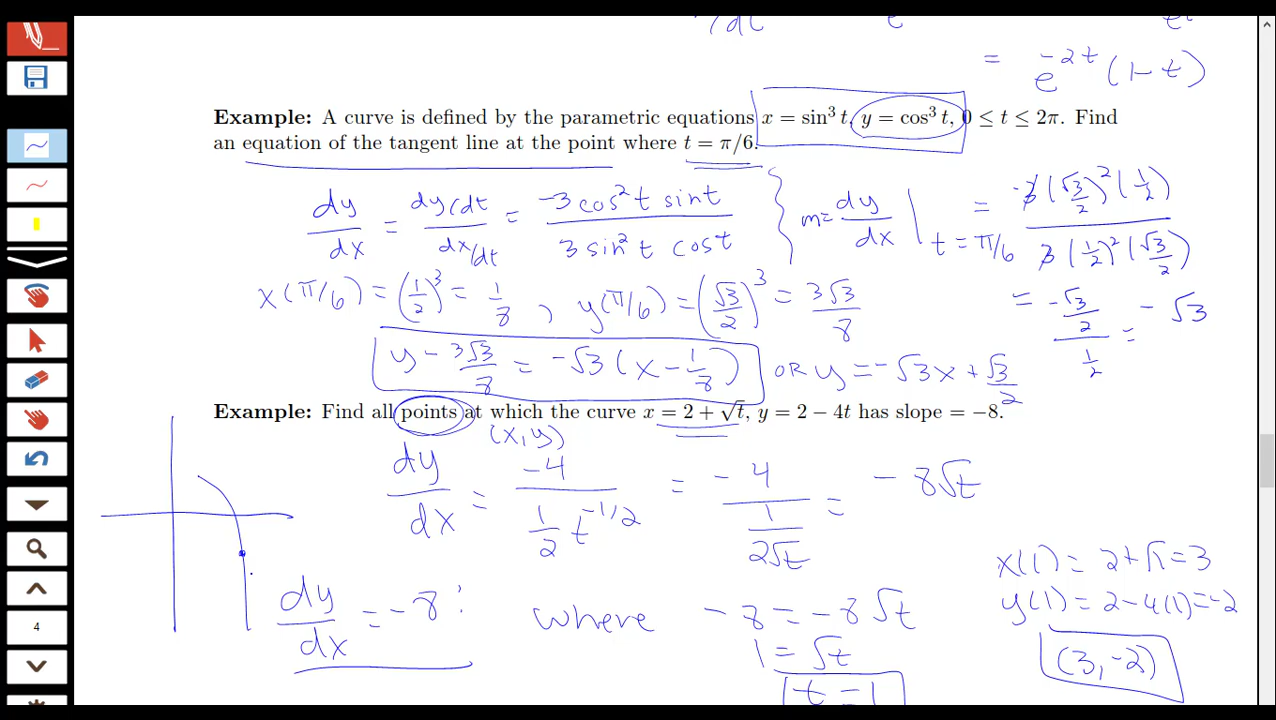 /dt e^t e^t
= e^-2t (1-t)
Example: A curve is defined by the parametric equations x = sin³ t, y = cos³ t, 0 ≤ t ≤ 2π. Find
an equation of the tangent line at the point where t = π/6.
dy/dx = dy/dt / dx/dt = -3cos²t sint / 3 sin²t cost } m = dy/dx | t = π/6 = -3(√3/2)²(1/2) / 3(1/2)²(√3/2)
x(π/6) = (1/2)³ = 1/8 , y(π/6) = (√3/2)³ = 3√3/8
= -√3/2 / 1/2 = -√3
y - 3√3/8 = -√3 (x - 1/8) OR y = -√3x + √3/2
Example: Find all points at which the curve x = 2 + √t, y = 2 − 4t has slope = −8.
(x,y)
dy/dx = -4 / 1/2 t^-1/2 = -4 / 1/2√t = -8√t
x(1) = 2+√1 = 3
y(1) = 2-4(1) = -2
dy/dx = -8 : where -8 = -8√t
1 = √t
(3,-2)
t = 1
4